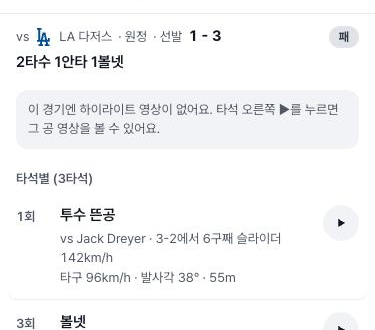 vs LA LA 다저스 · 원정 · 선발 1 - 3 패
2타수 1안타 1볼넷
이 경기엔 하이라이트 영상이 없어요. 타석 오른쪽 ▶를 누르면
그 공 영상을 볼 수 있어요.
타석별 (3타석)
1회 투수 뜬공
vs Jack Dreyer · 3-2에서 6구째 슬라이더
142km/h
타구 96km/h · 발사각 38° · 55m
3회 볼넷